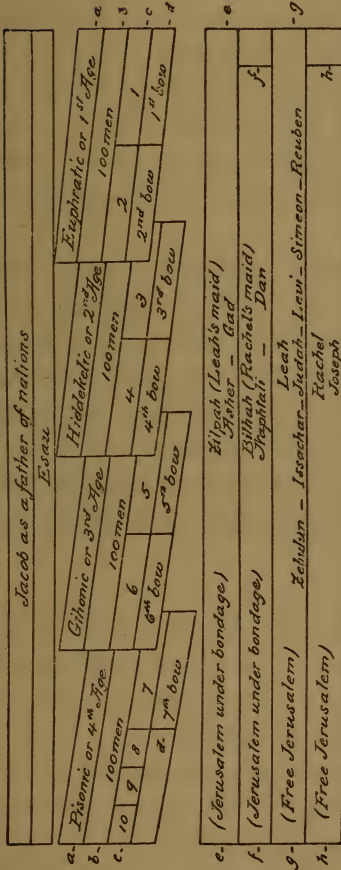 Jacob as a father of nations
Esau
a- Pisonic or 4th Age Gihonic or 3rd Age Hiddekelic or 2nd Age Euphratic or 1st Age -a
b- 100 men 100 men 100 men 100 men -3
c- 10 9 8 7 6 5 4 3 2 1 -c
d- 7th bow 6th bow 5th bow 4th bow 3rd bow 2nd bow 1st bow -d
e- (Jerusalem under bondage) Zilpah (Leah's maid) -e
Asher - Gad
f- (Jerusalem under bondage) Bilhah (Rachel's maid) f-
Naphtali - Dan
g- (Free Jerusalem) Leah -g
Zebulun - Issachar - Judah - Levi - Simeon - Reuben
h- (Free Jerusalem) Rachel h-
Joseph